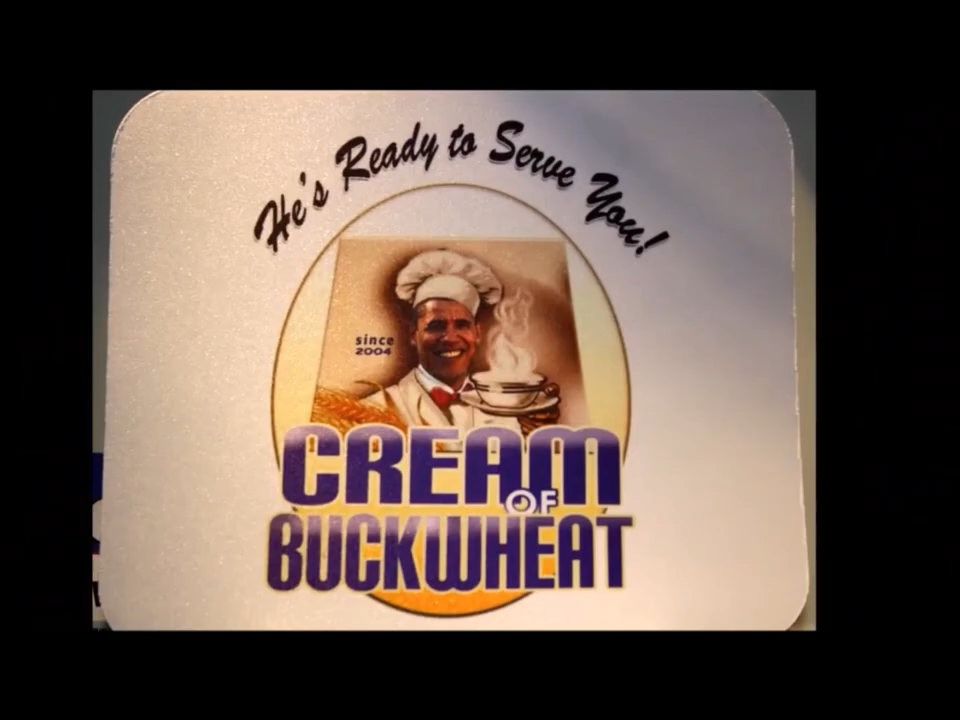 He's Ready to Serve You!
since
2004
CREAM
OF
BUCKWHEAT